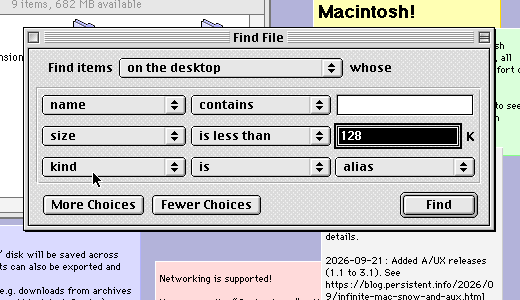 9 items, 682 MB available
Macintosh!
Find File
Find items on the desktop whose
name contains
size is less than 128 K
kind is alias
More Choices Fewer Choices Find
details.
2026-09-21: Added A/UX releases
(1.1 to 3.1). See
https://blog.persistent.info/2026/0
9/infinite-mac-snow-and-aux.html
disk will be saved across
ts can also be exported and
e.g. downloads from archives
Networking is supported!